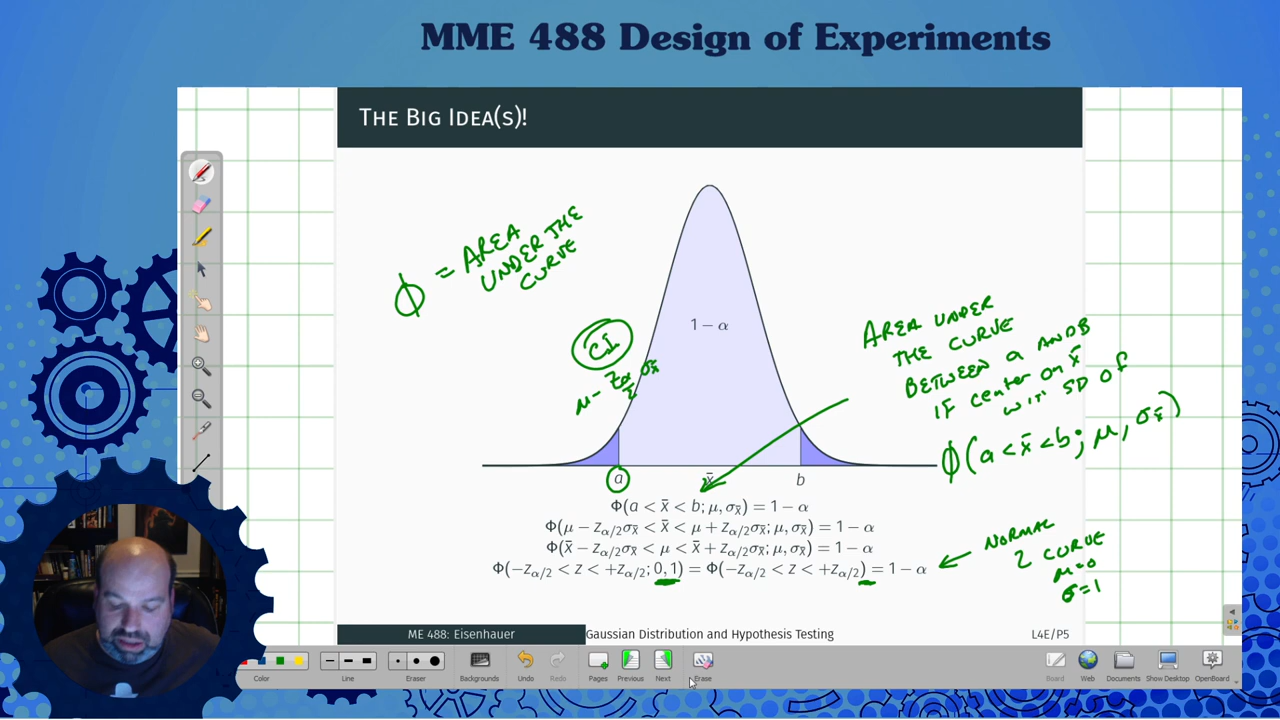 MME 488 Design of Experiments
THE BIG IDEA(S)!
ϕ = AREA
UNDER THE
CURVE
CI
μ - Zα/2 σx̄
1 − α
AREA UNDER
THE CURVE
BETWEEN a AND B
IF center on x̄
WITH SD OF
ϕ(a < x̄ < b; μ, σx̄)
a
x̄
b
Φ(a < x̄ < b; μ, σx̄) = 1 − α
Φ(μ − zα/2σx̄ < x̄ < μ + zα/2σx̄; μ, σx̄) = 1 − α
Φ(x̄ − zα/2σx̄ < μ < x̄ + zα/2σx̄; μ, σx̄) = 1 − α
Φ(−zα/2 < z < +zα/2; 0, 1) = Φ(−zα/2 < z < +zα/2) = 1 − α
NORMAL
Z CURVE
μ=0
σ=1
ME 488: Eisenhauer
Gaussian Distribution and Hypothesis Testing
L4E/P5
Color
Line
Eraser
Backgrounds
Undo
Redo
Pages
Previous
Next
Erase
Board
Web
Documents
Show Desktop
OpenBoard